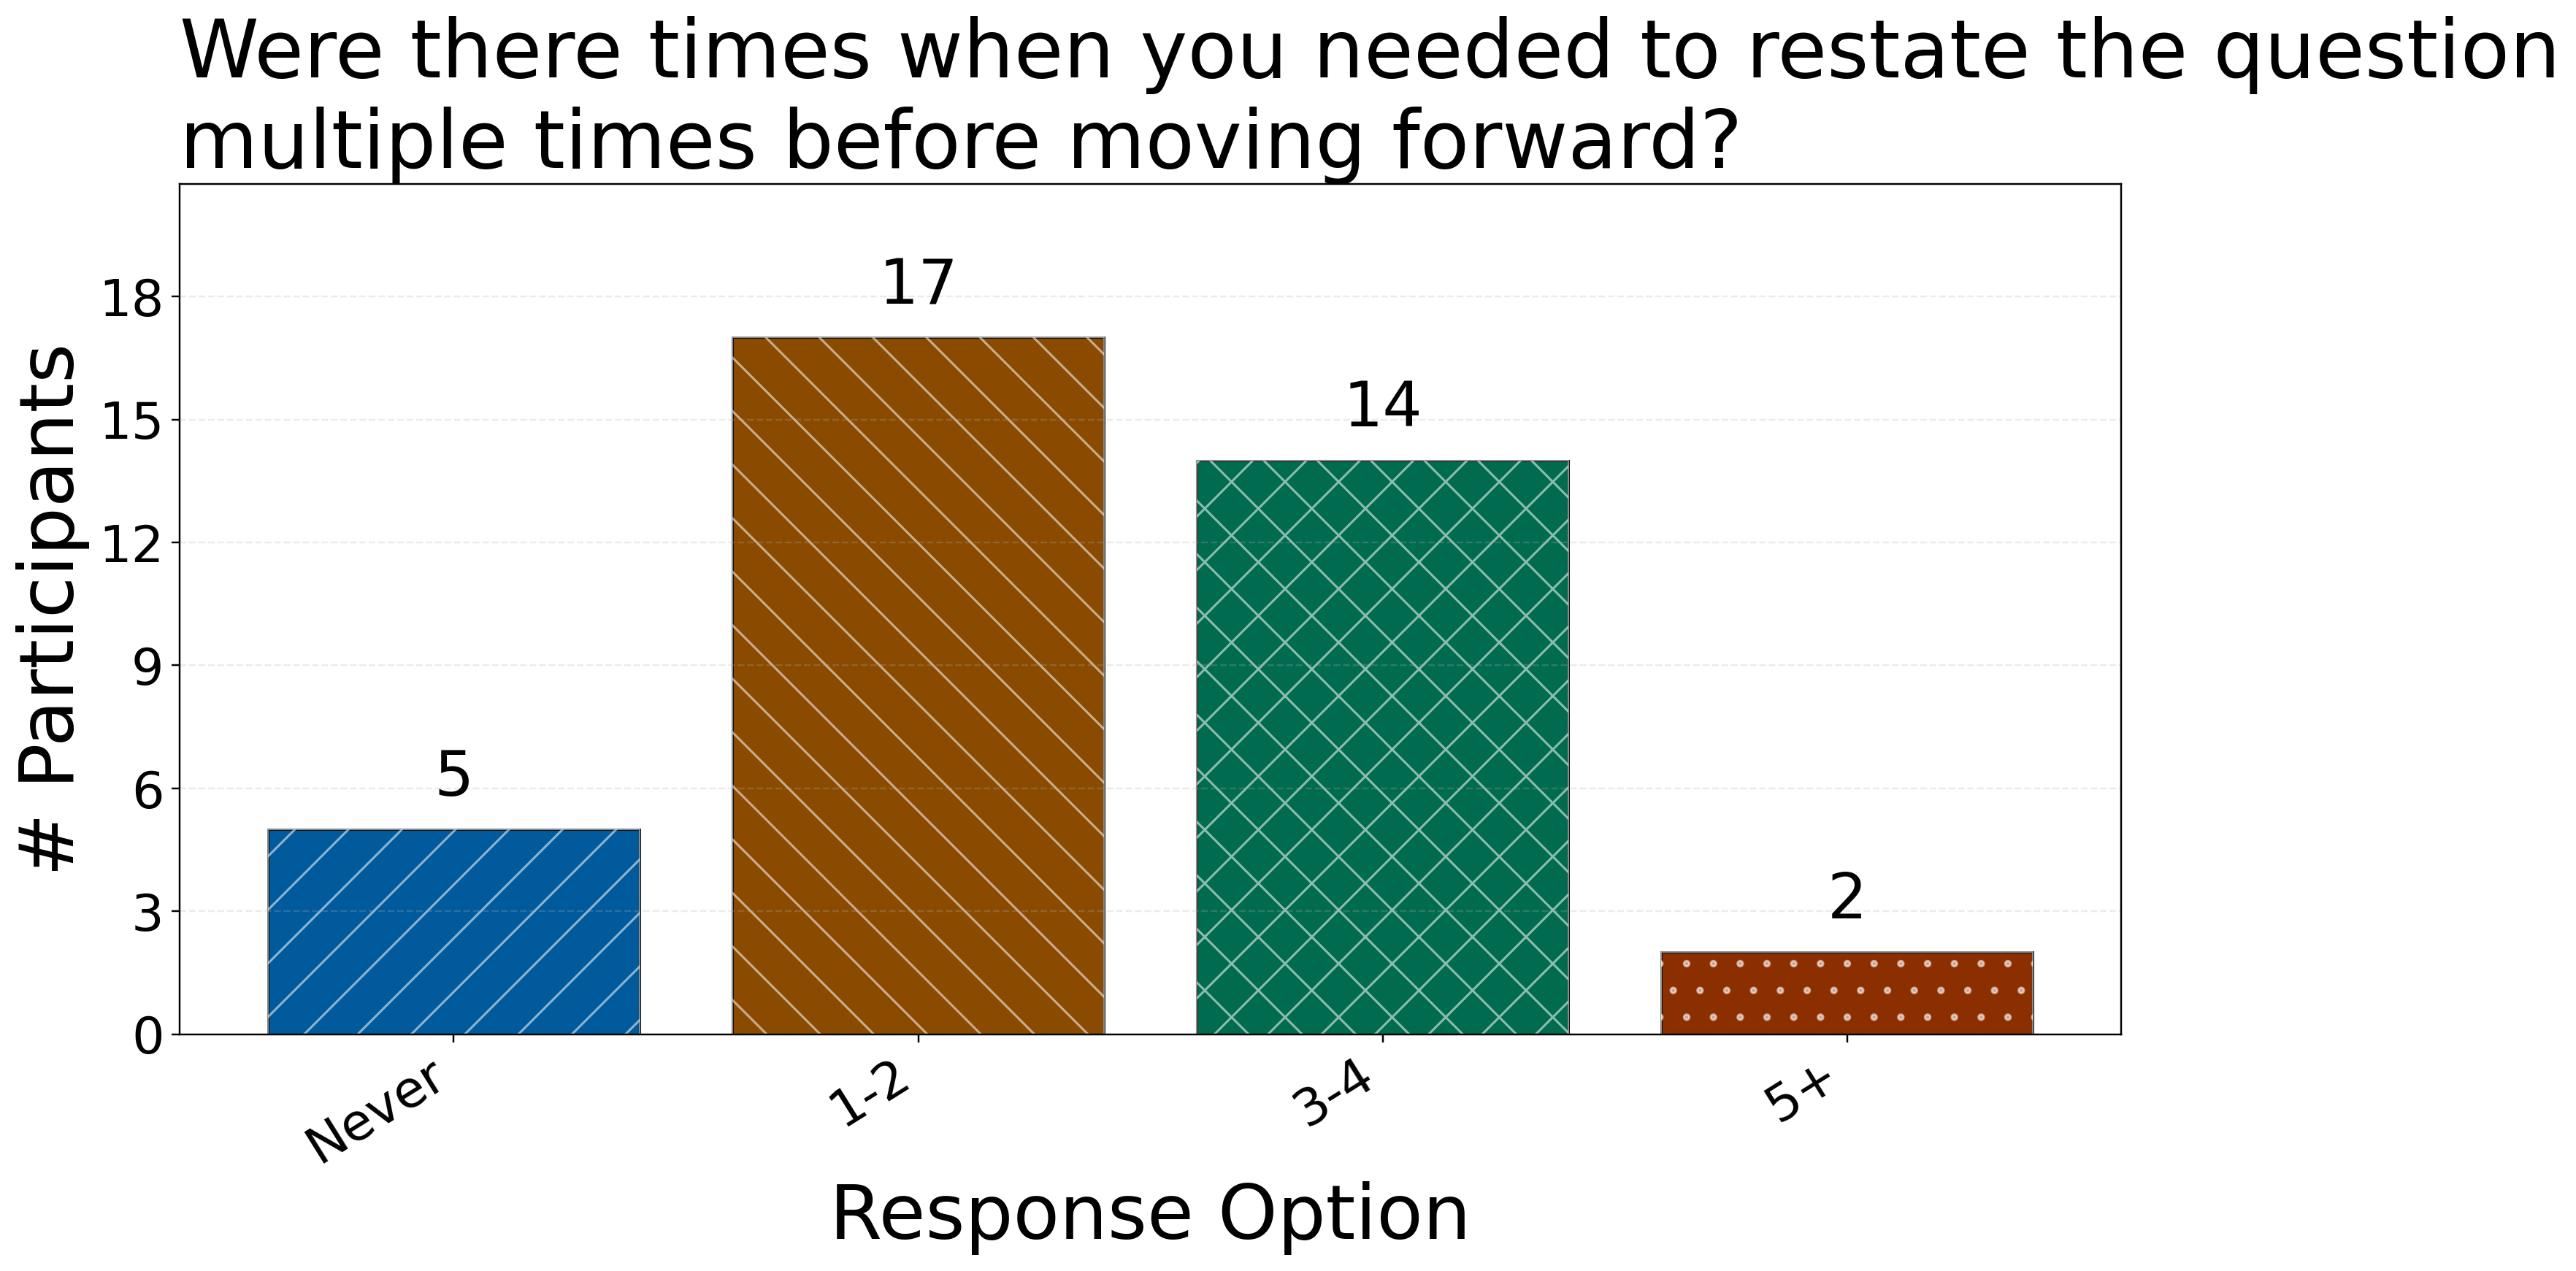 Were there times when you needed to restate the question
multiple times before moving forward?
# Participants
18
15
12
9
6
3
0
5
17
14
2
Never
1-2
3-4
5+
Response Option